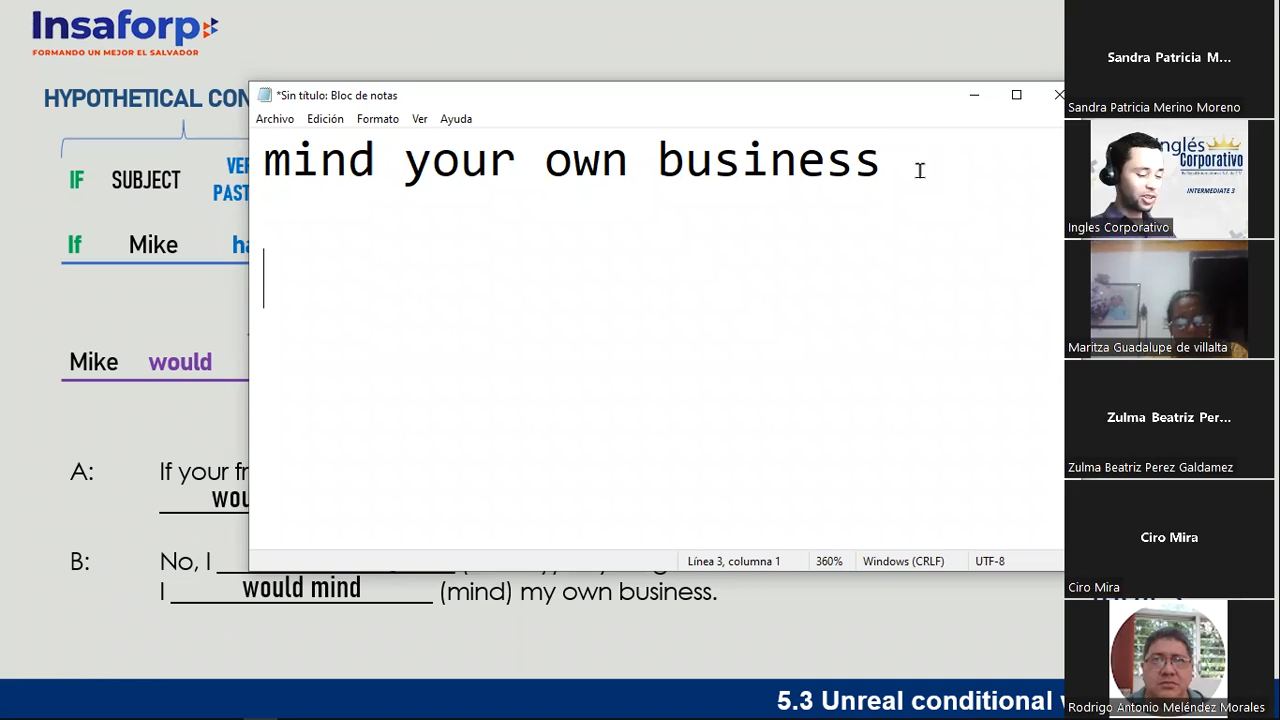 Insaforp
FORMANDO UN MEJOR EL SALVADOR
HYPOTHETICAL CON
IF SUBJECT VER
PAST
If Mike ha
Mike would
A: If your fr
wou
B: No, I
I would mind (mind) my own business.
5.3 Unreal conditional
*Sin título: Bloc de notas
Archivo Edición Formato Ver Ayuda
mind your own business
Línea 3, columna 1 360% Windows (CRLF) UTF-8
Sandra Patricia M...
Sandra Patricia Merino Moreno
Inglés
Corporativo
INTERMEDIATE 3
Ingles Corporativo
Maritza Guadalupe de villalta
Zulma Beatriz Per...
Zulma Beatriz Perez Galdamez
Ciro Mira
Ciro Mira
Rodrigo Antonio Meléndez Morales